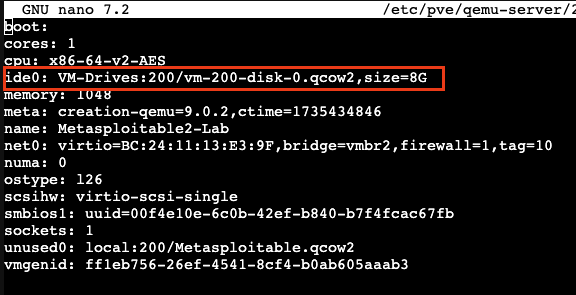 GNU nano 7.2 /etc/pve/qemu-server/2
boot:
cores: 1
cpu: x86-64-v2-AES
ide0: VM-Drives:200/vm-200-disk-0.qcow2,size=8G
memory: 1048
meta: creation-qemu=9.0.2,ctime=1735434846
name: Metasploitable2-Lab
net0: virtio=BC:24:11:13:E3:9F,bridge=vmbr2,firewall=1,tag=10
numa: 0
ostype: l26
scsihw: virtio-scsi-single
smbios1: uuid=00f4e10e-6c0b-42ef-b840-b7f4fcac67fb
sockets: 1
unused0: local:200/Metasploitable.qcow2
vmgenid: ff1eb756-26ef-4541-8cf4-b0ab605aaab3